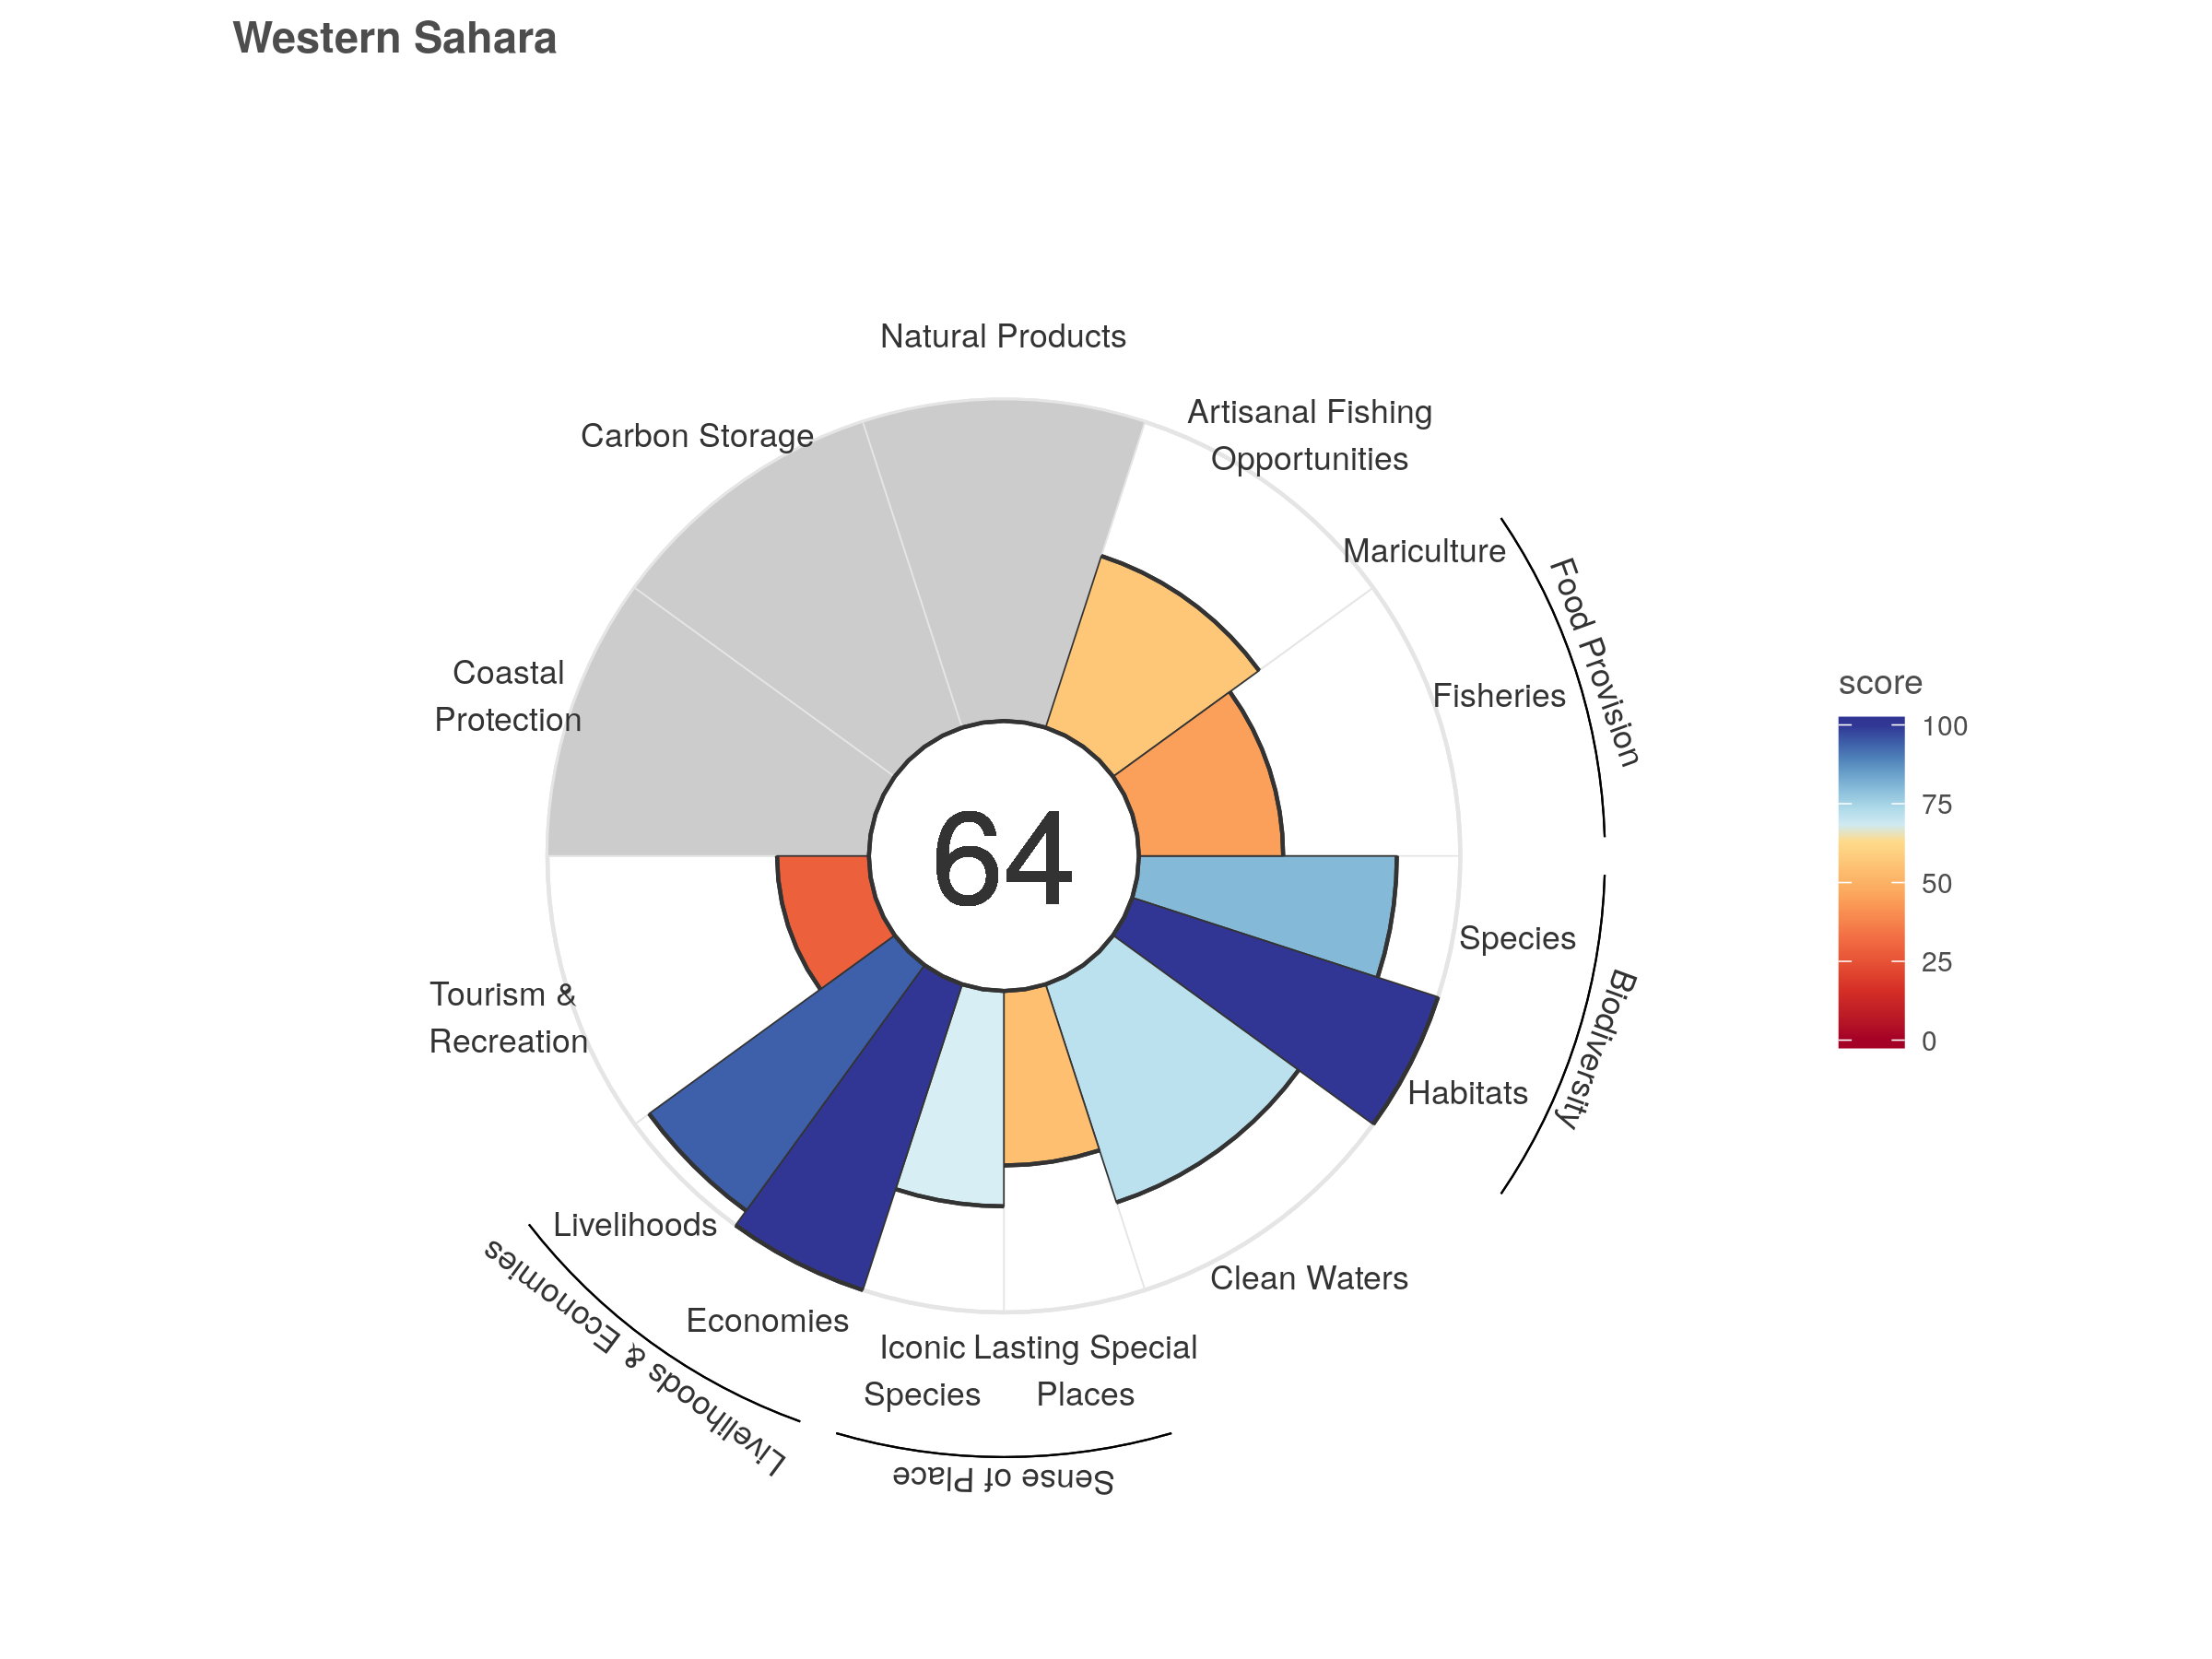 Western Sahara
Natural Products
Artisanal Fishing
Opportunities
Carbon Storage
Mariculture
Food Provision
Fisheries
Coastal
Protection
64
score
100
75
50
25
0
Species
Biodiversity
Habitats
Tourism &
Recreation
Livelihoods
Livelihoods & Economies
Economies
Clean Waters
Iconic
Species
Lasting Special
Places
Sense of Place